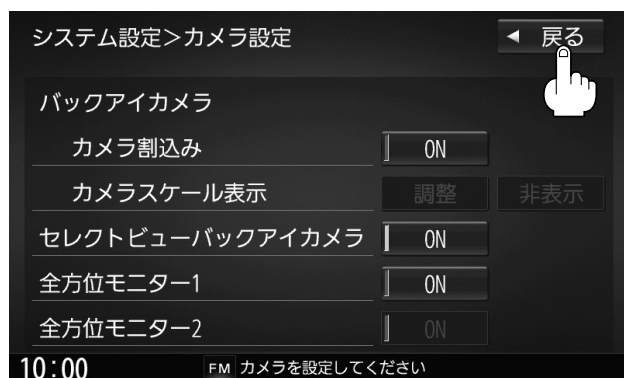 システム設定>カメラ設定 ◀ 戻る
バックアイカメラ
カメラ割込み ON
カメラスケール表示 調整 非表示
セレクトビューバックアイカメラ ON
全方位モニター1 ON
全方位モニター2 ON
10:00 FM カメラを設定してください